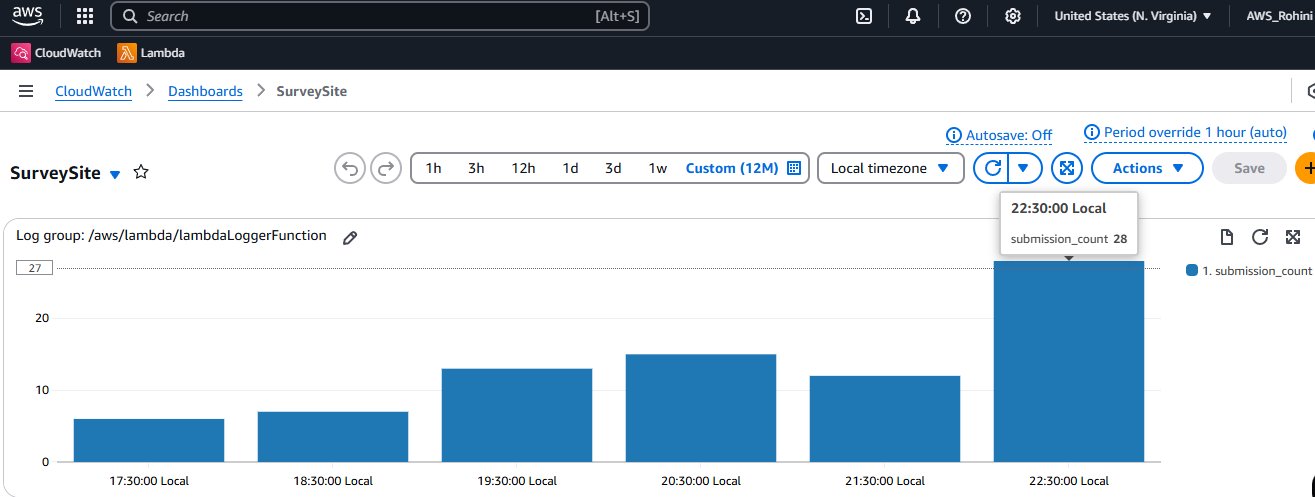 aws
Search [Alt+S]
United States (N. Virginia) ▼
AWS_Rohini
CloudWatch
Lambda
CloudWatch > Dashboards > SurveySite
Autosave: Off
Period override 1 hour (auto)
SurveySite
1h 3h 12h 1d 3d 1w Custom (12M)
Local timezone
Actions
Save
22:30:00 Local
submission_count 28
Log group: /aws/lambda/lambdaLoggerFunction
27
1. submission_count
20
10
0
17:30:00 Local 18:30:00 Local 19:30:00 Local 20:30:00 Local 21:30:00 Local 22:30:00 Local